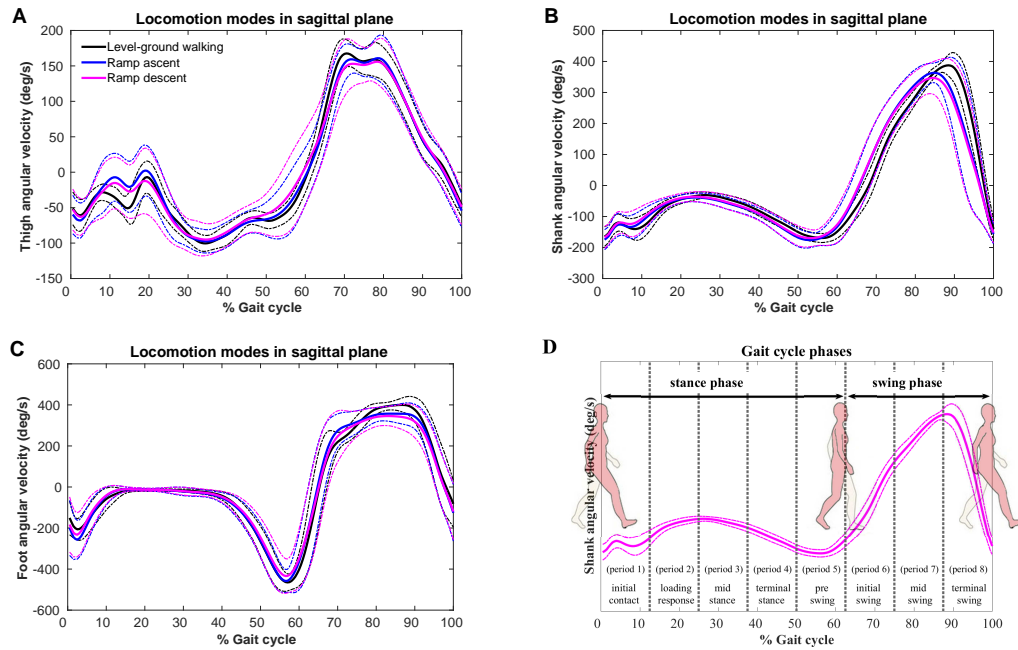 A
Locomotion modes in sagittal plane
Thigh angular velocity (deg/s)
200
150
100
50
0
-50
-100
-150
Level-ground walking
Ramp ascent
Ramp descent
0 10 20 30 40 50 60 70 80 90 100
% Gait cycle
B
Locomotion modes in sagittal plane
Shank angular velocity (deg/s)
500
400
300
200
100
0
-100
-200
-300
0 10 20 30 40 50 60 70 80 90 100
% Gait cycle
C
Locomotion modes in sagittal plane
Foot angular velocity (deg/s)
600
400
200
0
-200
-400
-600
0 10 20 30 40 50 60 70 80 90 100
% Gait cycle
D
Gait cycle phases
stance phase swing phase
Shank angular velocity (deg/s)
(period 1) (period 2) (period 3) (period 4) (period 5) (period 6) (period 7) (period 8)
initial loading mid terminal pre initial mid terminal
contact response stance stance swing swing swing swing
0 10 20 30 40 50 60 70 80 90 100
% Gait cycle